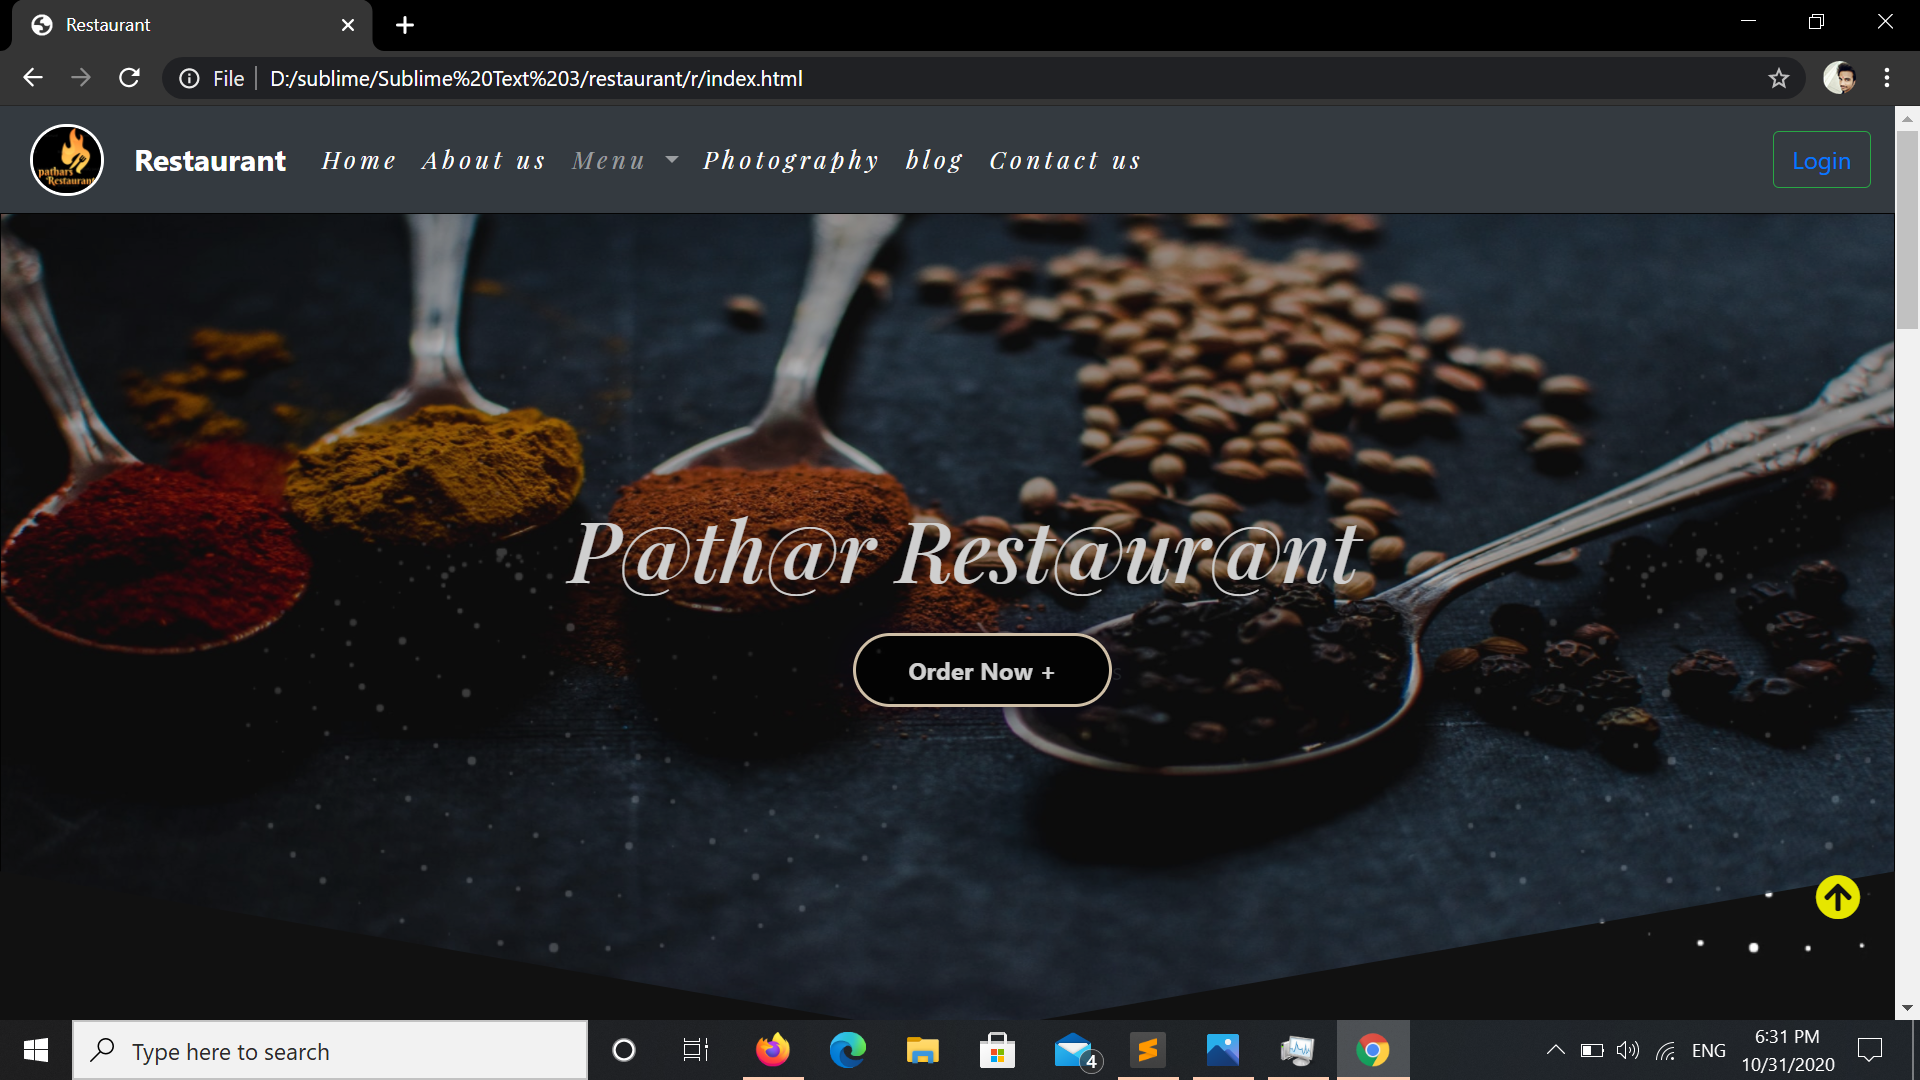 Restaurant
File
D:/sublime/Sublime%20Text%203/restaurant/r/index.html
pathars
Restaurant
Restaurant
Home
About us
Menu
Photography
blog
Contact us
Login
P@th@r Rest@ur@nt
Order Now +
s
Type here to search
4
ENG
6:31 PM
10/31/2020